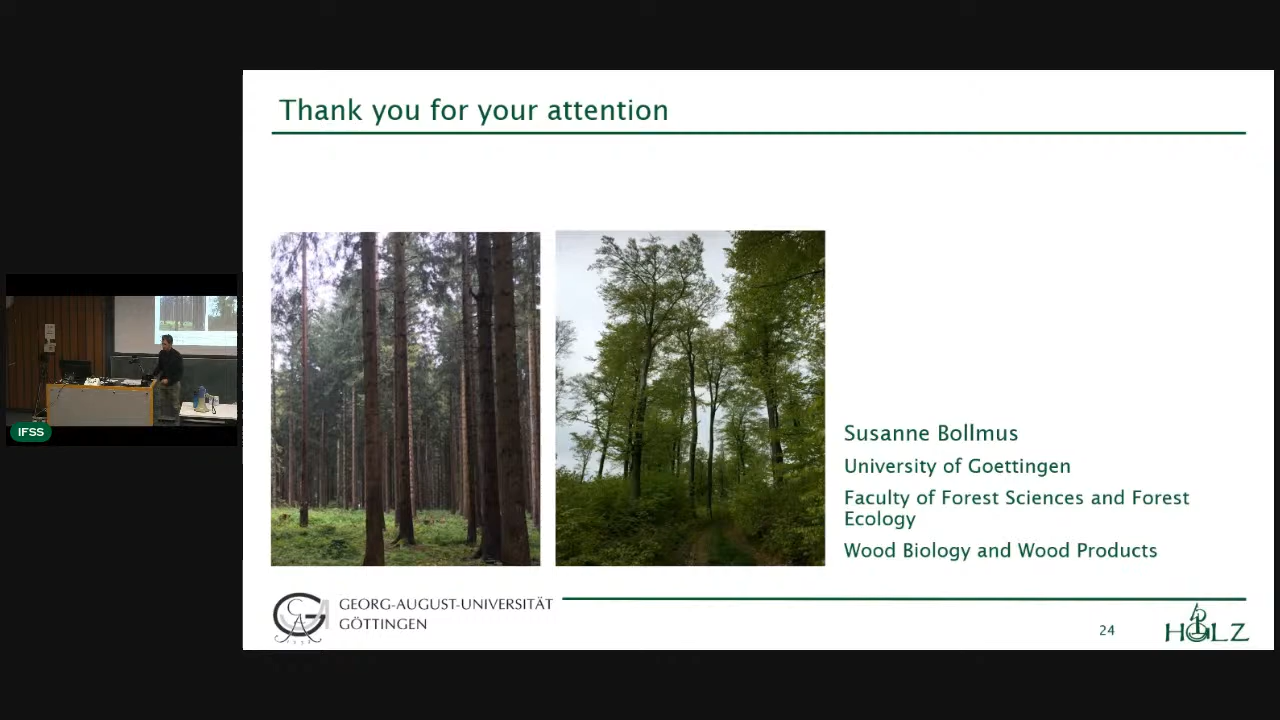 Thank you for your attention
IFSS
Susanne Bollmus
University of Goettingen
Faculty of Forest Sciences and Forest
Ecology
Wood Biology and Wood Products
GEORG-AUGUST-UNIVERSITÄT
GÖTTINGEN
24
HOLZ